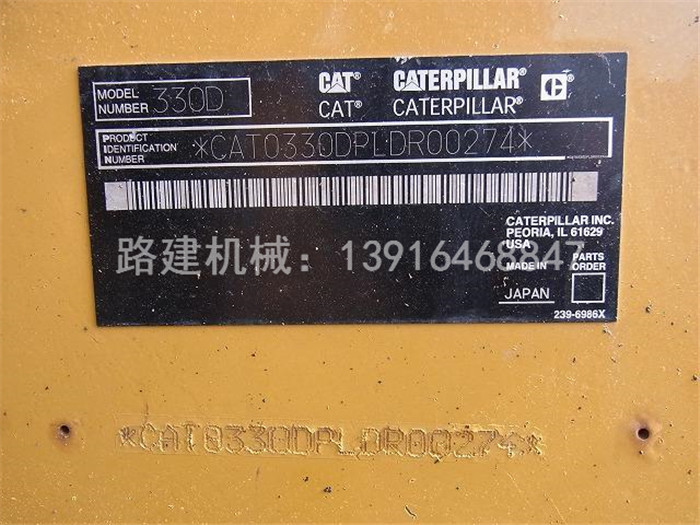 MODEL NUMBER 330D
CAT CATERPILLAR C
CAT® CATERPILLAR®
PRODUCT IDENTIFICATION NUMBER *CAT0330DPLDR00274*
CATERPILLAR INC.
PEORIA, IL 61629
USA
路建机械：13916468847
MADE IN
JAPAN
PARTS ORDER
239-6986X
*CAT0330DPLDR00274*